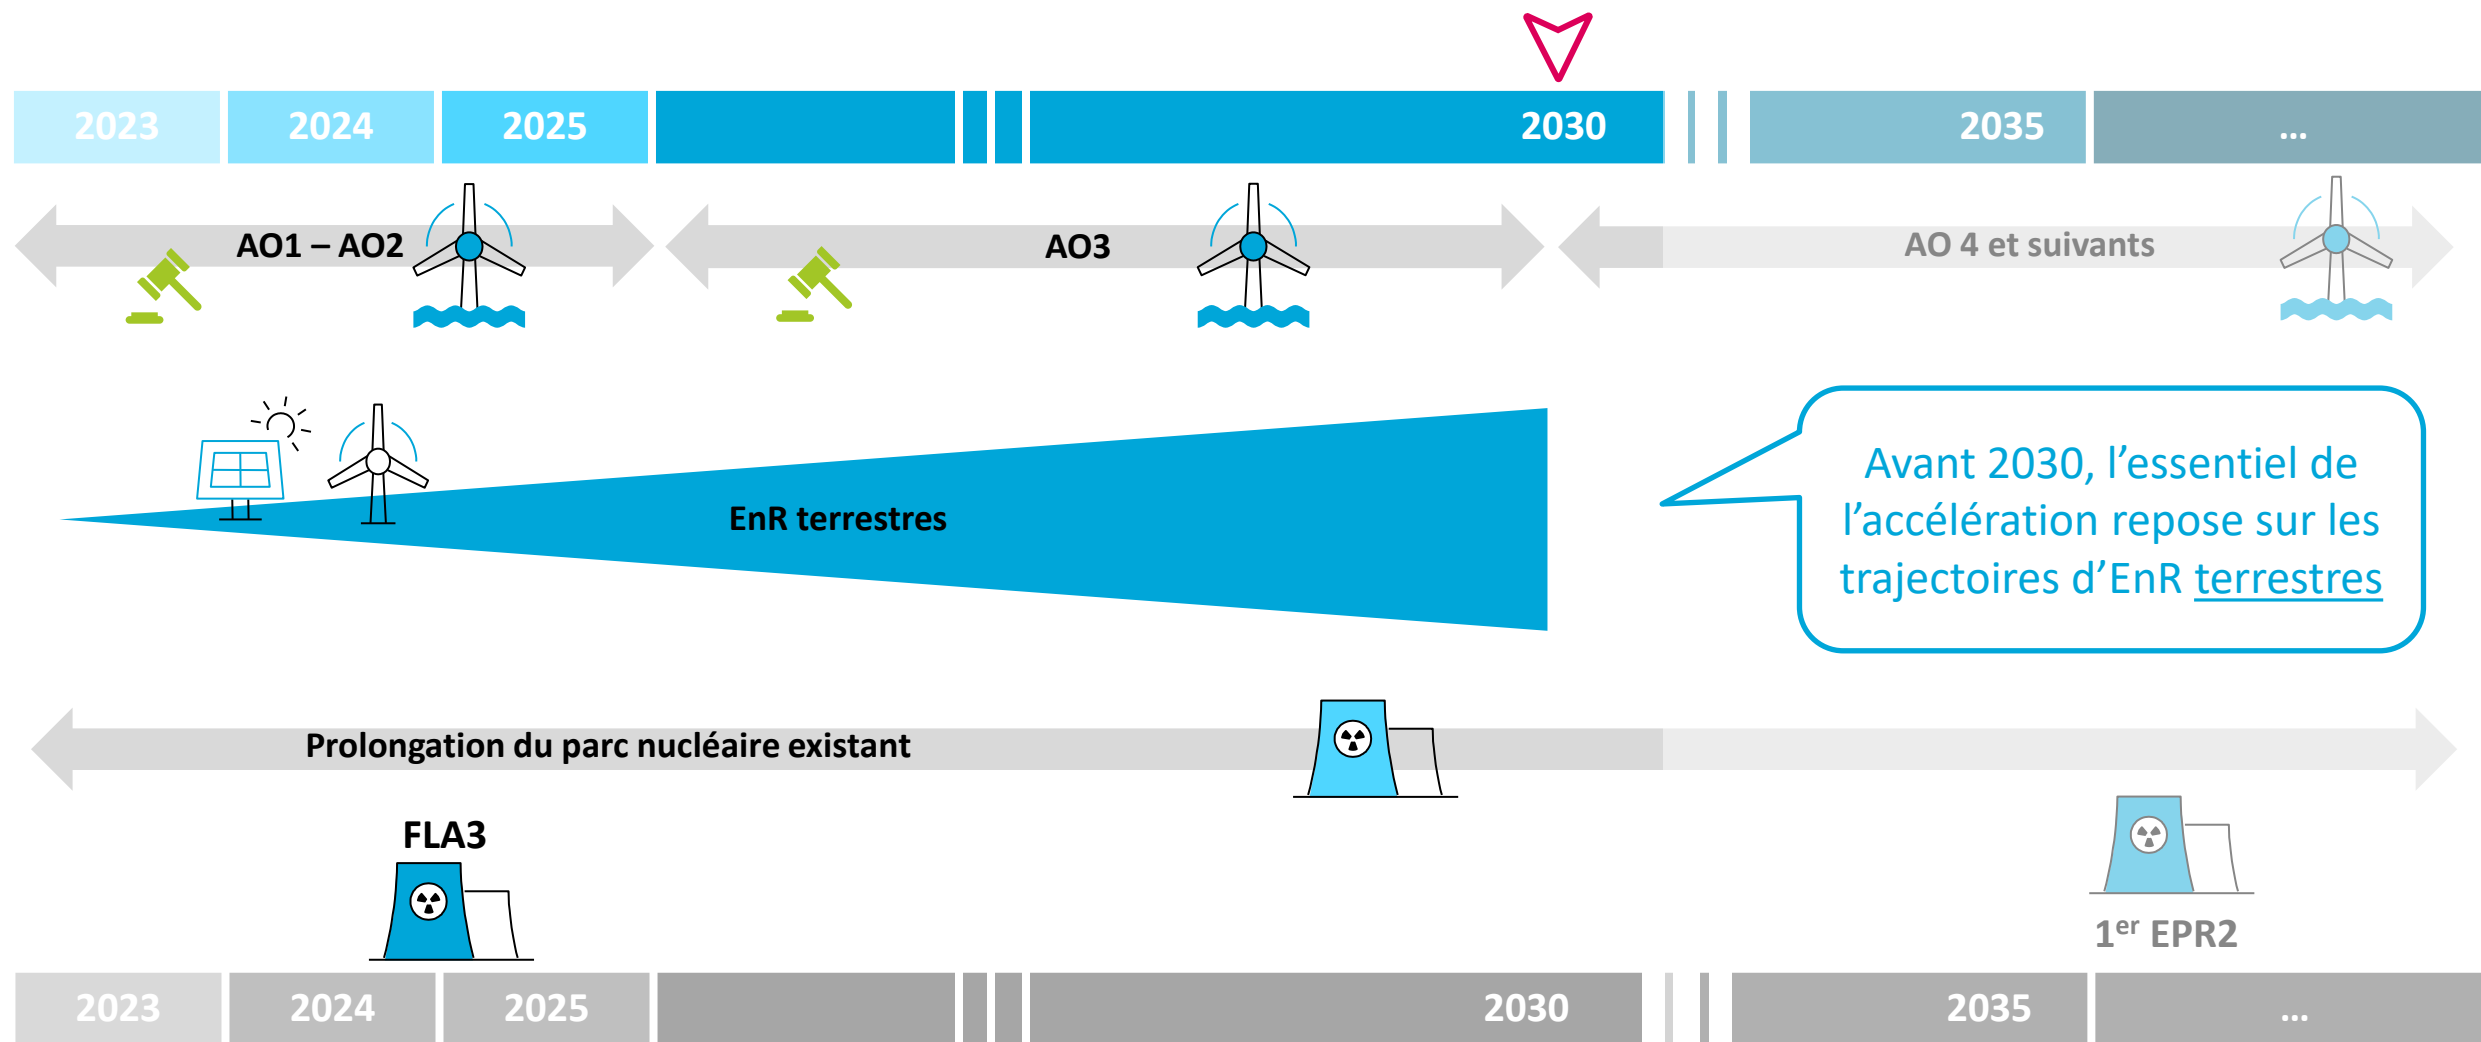 2023 2024 2025 2030 2035 ...
AO1 – AO2 AO3 AO 4 et suivants
EnR terrestres
Avant 2030, l’essentiel de
l’accélération repose sur les
trajectoires d’EnR terrestres
Prolongation du parc nucléaire existant
FLA3
1er EPR2
2023 2024 2025 2030 2035 ...